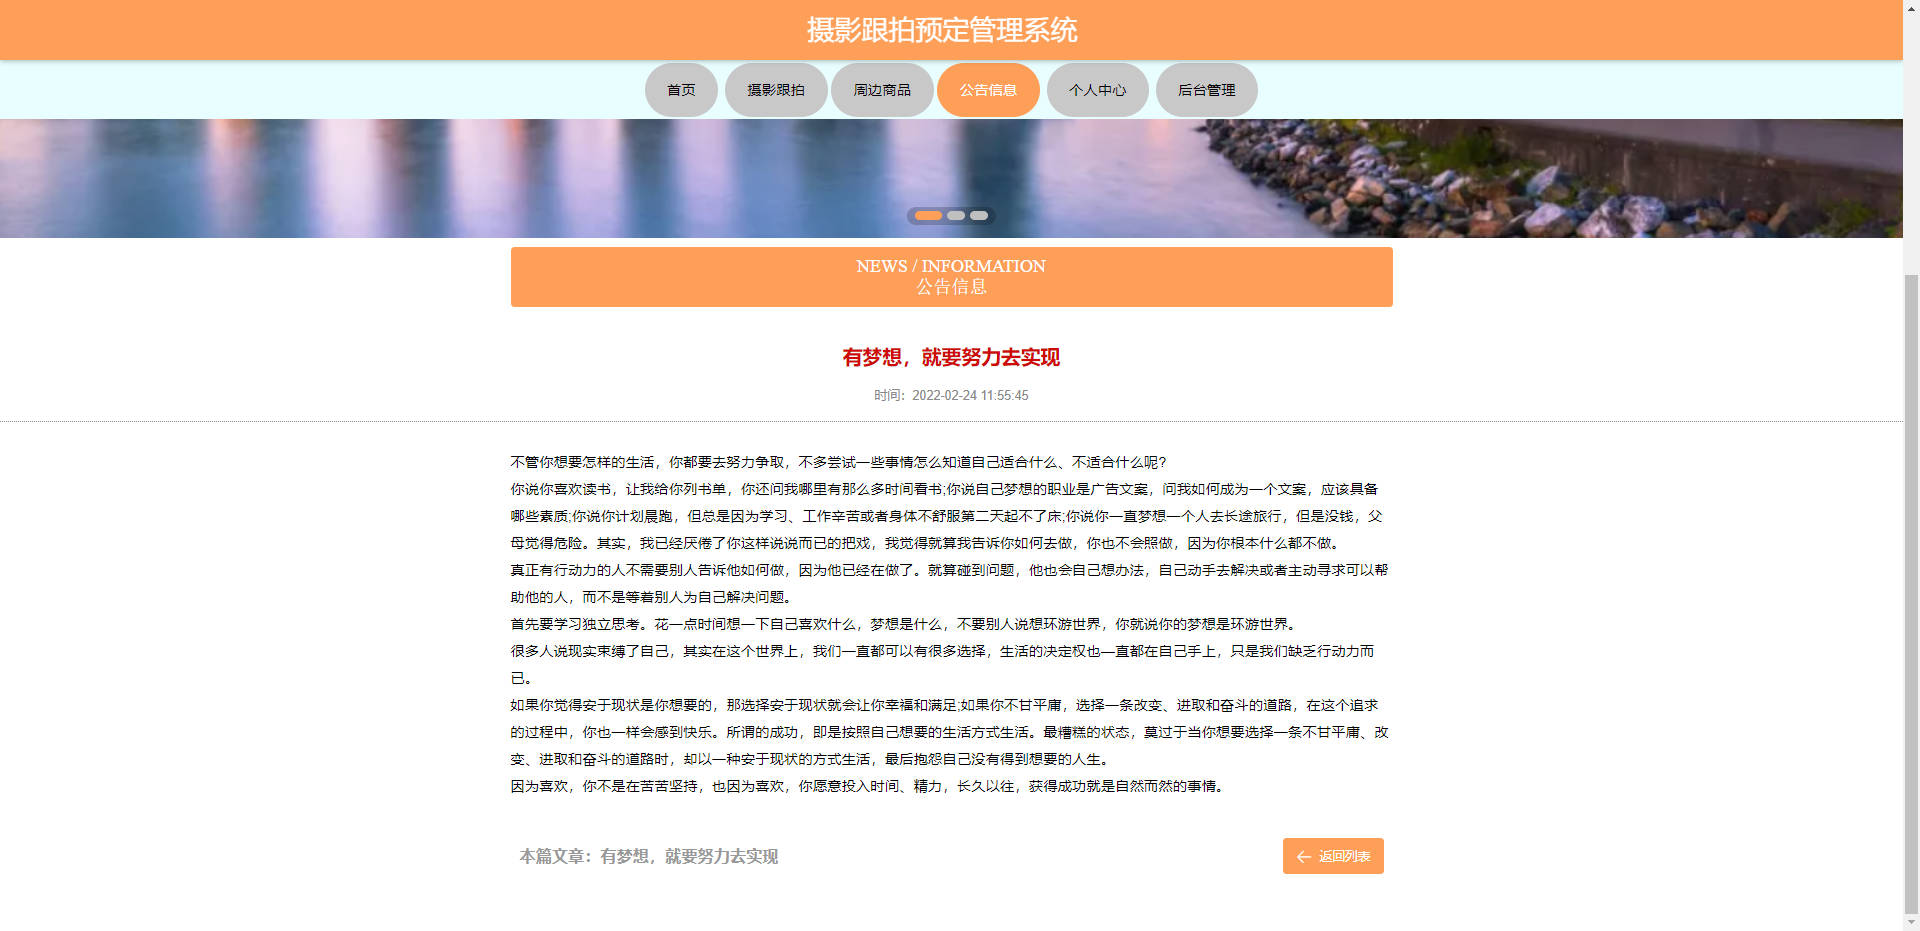 摄影跟拍预定管理系统
首页 摄影跟拍 周边商品 公告信息 个人中心 后台管理
NEWS / INFORMATION
公告信息
有梦想，就要努力去实现
时间：2022-02-24 11:55:45
不管你想要怎样的生活，你都要去努力争取，不多尝试一些事情怎么知道自己适合什么、不适合什么呢?
你说你喜欢读书，让我给你列书单，你还问我哪里有那么多时间看书;你说自己梦想的职业是广告文案，问我如何成为一个文案，应该具备
哪些素质;你说你计划晨跑，但总是因为学习、工作辛苦或者身体不舒服第二天起不了床;你说你一直梦想一个人去长途旅行，但是没钱，父
母觉得危险。其实，我已经厌倦了你这样说说而已的把戏，我觉得就算我告诉你如何去做，你也不会照做，因为你根本什么都不做。
真正有行动力的人不需要别人告诉他如何做，因为他已经在做了。就算碰到问题，他也会自己想办法，自己动手去解决或者主动寻求可以帮
助他的人，而不是等着别人为自己解决问题。
首先要学习独立思考。花一点时间想一下自己喜欢什么，梦想是什么，不要别人说想环游世界，你就说你的梦想是环游世界。
很多人说现实束缚了自己，其实在这个世界上，我们一直都可以有很多选择，生活的决定权也—直都在自己手上，只是我们缺乏行动力而
已。
如果你觉得安于现状是你想要的，那选择安于现状就会让你幸福和满足;如果你不甘平庸，选择一条改变、进取和奋斗的道路，在这个追求
的过程中，你也一样会感到快乐。所谓的成功，即是按照自己想要的生活方式生活。最糟糕的状态，莫过于当你想要选择一条不甘平庸、改
变、进取和奋斗的道路时，却以一种安于现状的方式生活，最后抱怨自己没有得到想要的人生。
因为喜欢，你不是在苦苦坚持，也因为喜欢，你愿意投入时间、精力，长久以往，获得成功就是自然而然的事情。
本篇文章：有梦想，就要努力去实现
返回列表